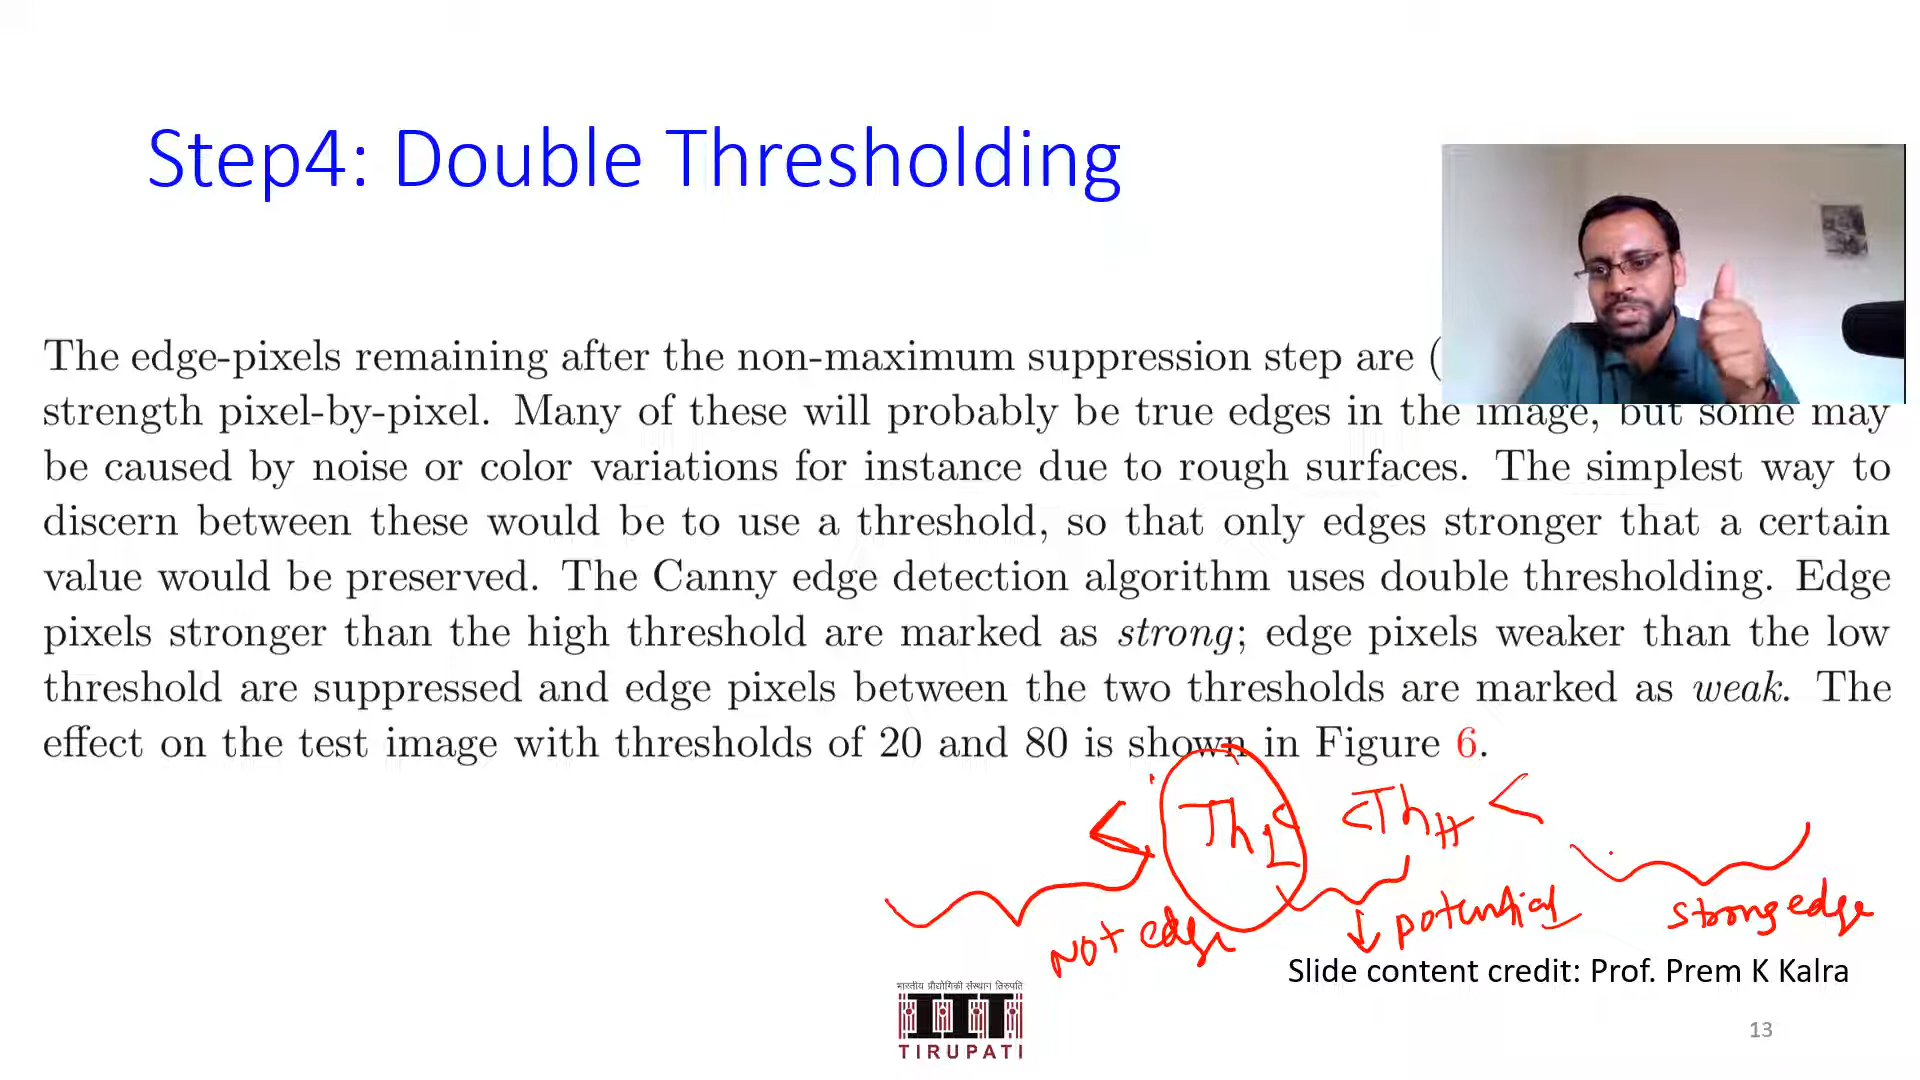 Step4: Double Thresholding
The edge-pixels remaining after the non-maximum suppression step are (
strength pixel-by-pixel. Many of these will probably be true edges in the image, but some may
be caused by noise or color variations for instance due to rough surfaces. The simplest way to
discern between these would be to use a threshold, so that only edges stronger that a certain
value would be preserved. The Canny edge detection algorithm uses double thresholding. Edge
pixels stronger than the high threshold are marked as strong; edge pixels weaker than the low
threshold are suppressed and edge pixels between the two thresholds are marked as weak. The
effect on the test image with thresholds of 20 and 80 is shown in Figure 6.
< ThL < < ThH <
Not edge ↓ potential strong edge
Slide content credit: Prof. Prem K Kalra
भारतीय प्रौद्योगिकी संस्थान तिरुपति
TIRUPATI
13